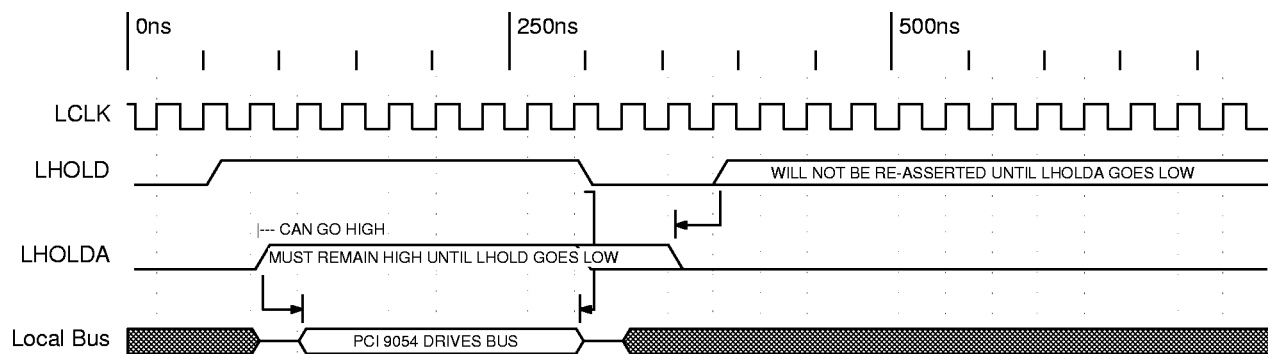 0ns
250ns
500ns
LCLK
LHOLD
WILL NOT BE RE-ASSERTED UNTIL LHOLDA GOES LOW
|--- CAN GO HIGH
LHOLDA
MUST REMAIN HIGH UNTIL LHOLD GOES LOW
Local Bus
PCI 9054 DRIVES BUS